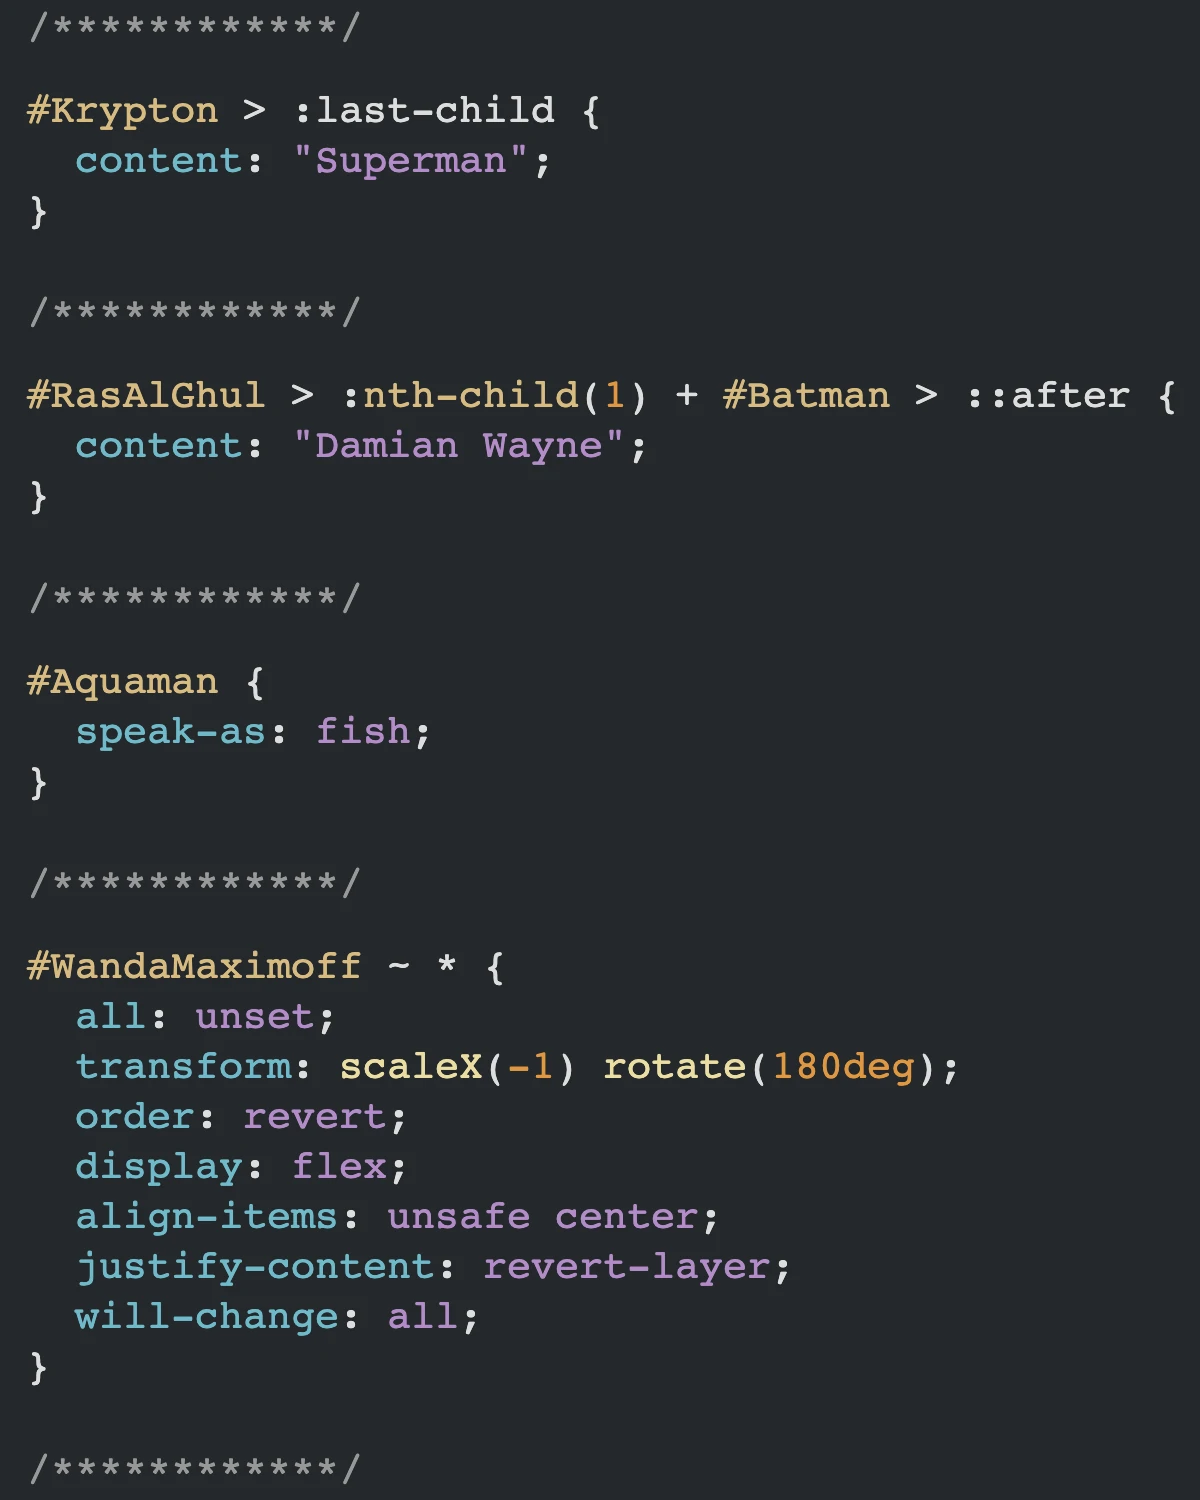 /************/
#Krypton > :last-child {
  content: "Superman";
}
/************/
#RasAlGhul > :nth-child(1) + #Batman > ::after {
  content: "Damian Wayne";
}
/************/
#Aquaman {
  speak-as: fish;
}
/************/
#WandaMaximoff ~ * {
  all: unset;
  transform: scaleX(-1) rotate(180deg);
  order: revert;
  display: flex;
  align-items: unsafe center;
  justify-content: revert-layer;
  will-change: all;
}
/************/